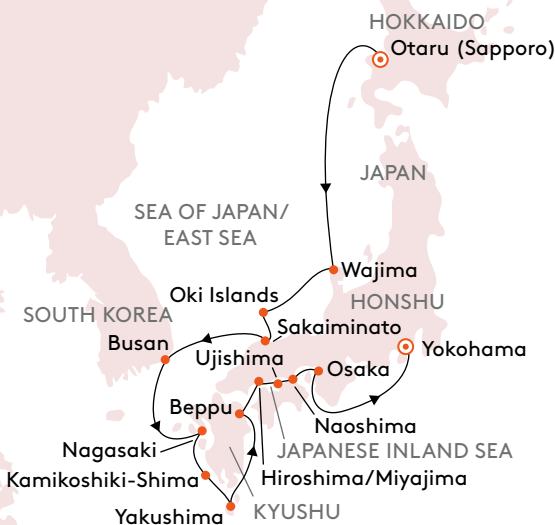 HOKKAIDO
Otaru (Sapporo)
JAPAN
SEA OF JAPAN/
EAST SEA
Wajima
Oki Islands
HONSHU
SOUTH KOREA
Sakaiminato
Busan
Ujishima
Yokohama
Osaka
Beppu
Naoshima
Nagasaki
JAPANESE INLAND SEA
Kamikoshiki-Shima
Hiroshima/Miyajima
Yakushima
KYUSHU